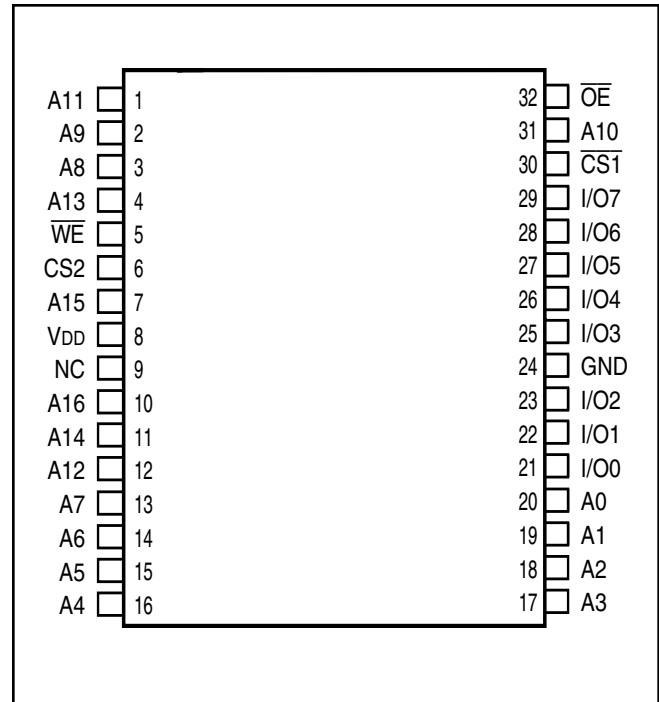 A11 1 32 O̅E̅
A9 2 31 A10
A8 3 30 C̅S̅1̅
A13 4 29 I/O7
W̅E̅ 5 28 I/O6
CS2 6 27 I/O5
A15 7 26 I/O4
VDD 8 25 I/O3
NC 9 24 GND
A16 10 23 I/O2
A14 11 22 I/O1
A12 12 21 I/O0
A7 13 20 A0
A6 14 19 A1
A5 15 18 A2
A4 16 17 A3